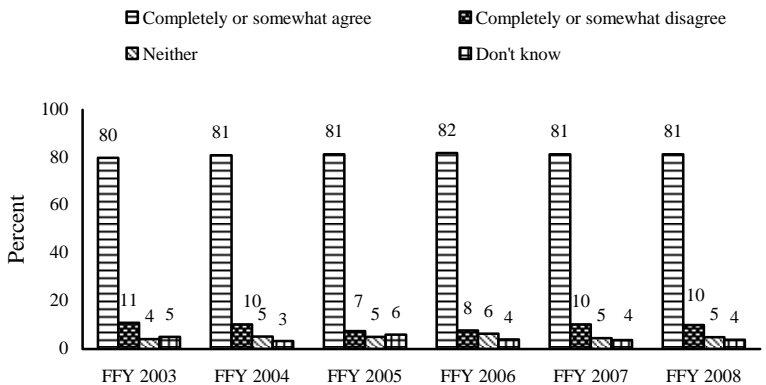 Completely or somewhat agree Completely or somewhat disagree
Neither Don't know
Percent
100
80
60
40
20
0
80 11 4 5
81 10 5 3
81 7 5 6
82 8 6 4
81 10 5 4
81 10 5 4
FFY 2003 FFY 2004 FFY 2005 FFY 2006 FFY 2007 FFY 2008